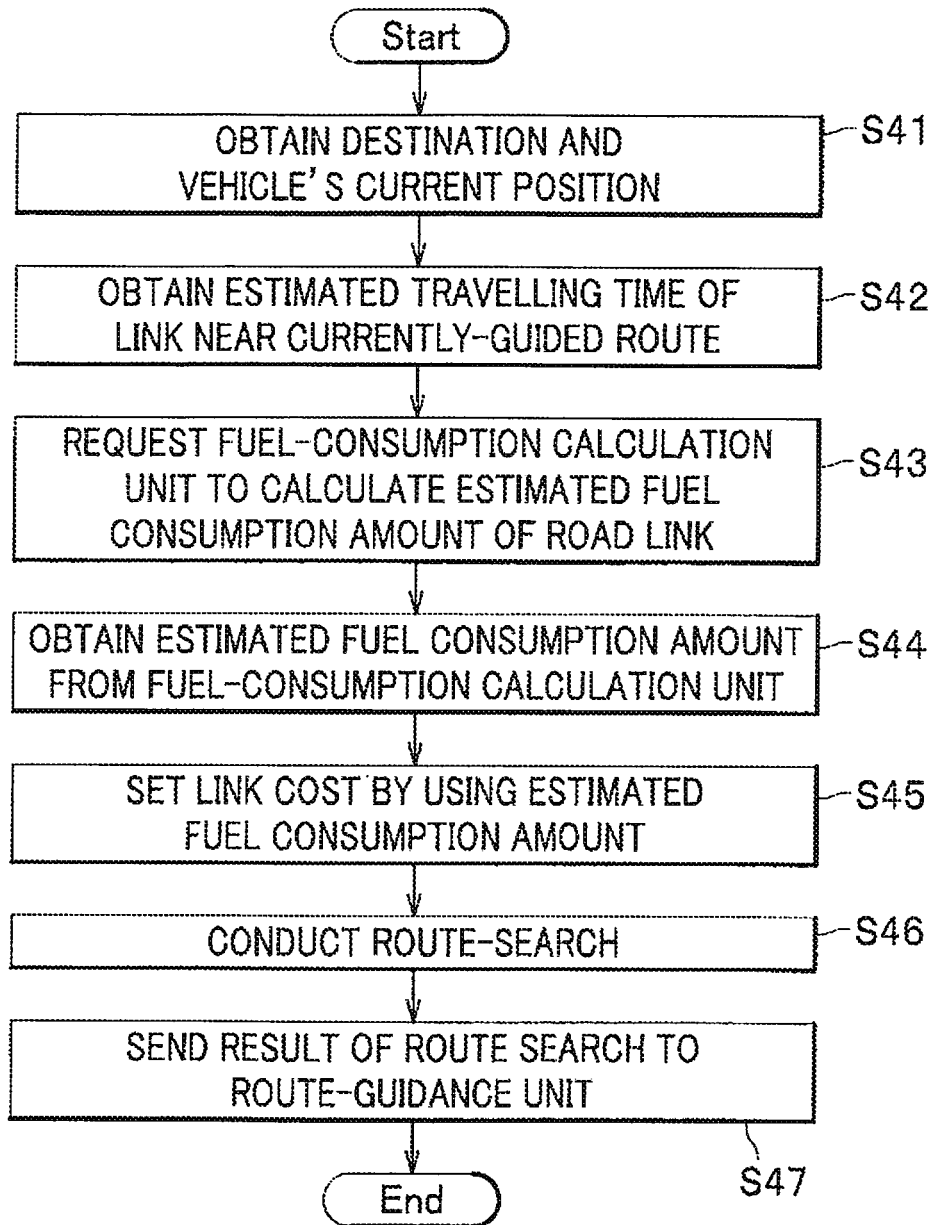 Start
OBTAIN DESTINATION AND
VEHICLE'S CURRENT POSITION
S41
OBTAIN ESTIMATED TRAVELLING TIME OF
LINK NEAR CURRENTLY-GUIDED ROUTE
S42
REQUEST FUEL-CONSUMPTION CALCULATION
UNIT TO CALCULATE ESTIMATED FUEL
CONSUMPTION AMOUNT OF ROAD LINK
S43
OBTAIN ESTIMATED FUEL CONSUMPTION AMOUNT
FROM FUEL-CONSUMPTION CALCULATION UNIT
S44
SET LINK COST BY USING ESTIMATED
FUEL CONSUMPTION AMOUNT
S45
CONDUCT ROUTE-SEARCH
S46
SEND RESULT OF ROUTE SEARCH TO
ROUTE-GUIDANCE UNIT
S47
End